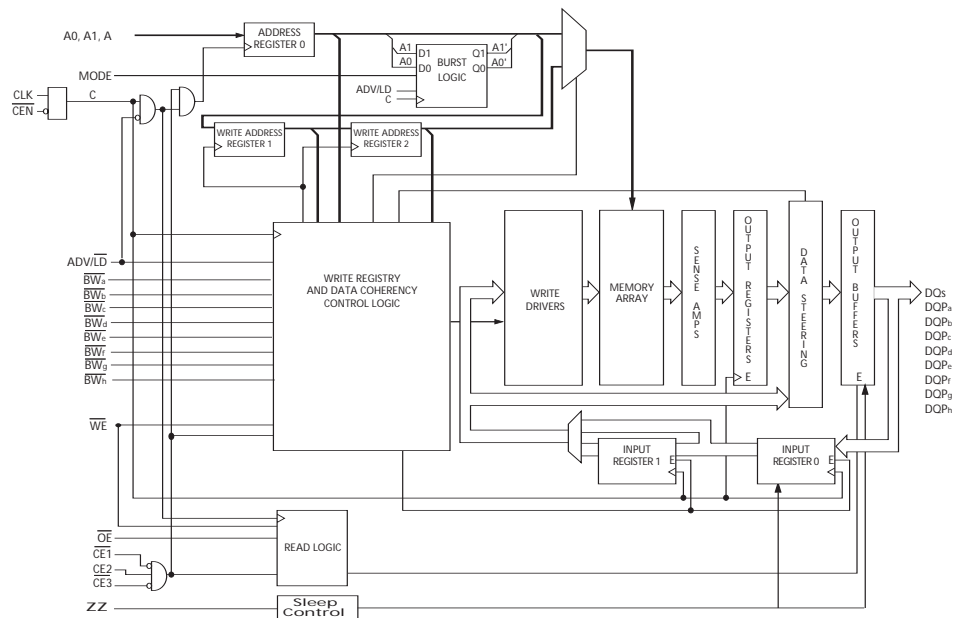 A0, A1, A
ADDRESS
REGISTER 0
A1
A0
D1
D0
BURST
LOGIC
Q1
Q0
A1'
A0'
MODE
ADV/LD
C
CLK
CEN
C
WRITE ADDRESS
REGISTER 1
WRITE ADDRESS
REGISTER 2
ADV/LD
BWa
BWb
BWc
BWd
BWe
BWf
BWg
BWh
WE
WRITE REGISTRY
AND DATA COHERENCY
CONTROL LOGIC
WRITE
DRIVERS
MEMORY
ARRAY
SENSE
AMPS
OUTPUT
REGISTERS
E
DATA
STEERING
OUTPUT
BUFFERS
E
DQs
DQPa
DQPb
DQPc
DQPd
DQPe
DQPf
DQPg
DQPh
INPUT
REGISTER 1
E
INPUT
REGISTER 0
E
OE
CE1
CE2
CE3
READ LOGIC
ZZ
Sleep
Control